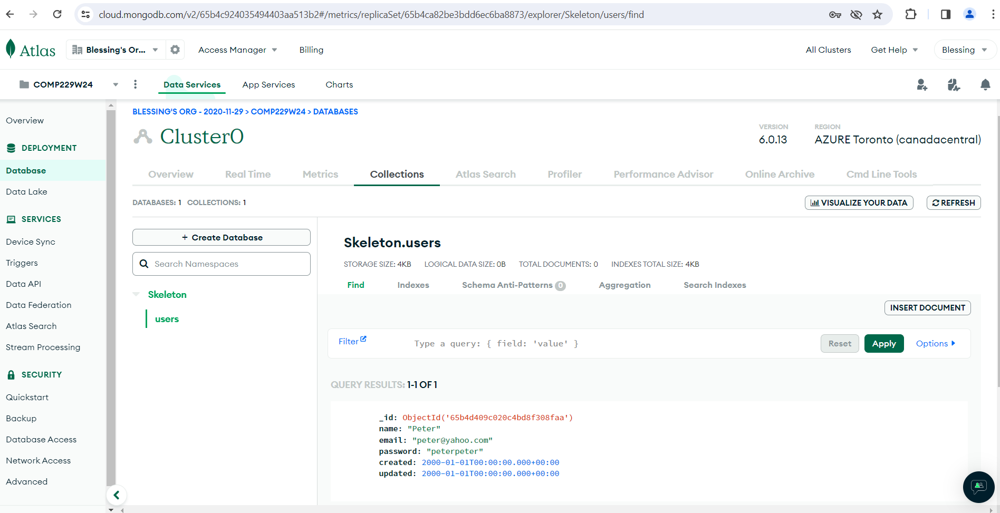 cloud.mongodb.com/v2/65b4c924035494403aa513b2#/metrics/replicaSet/65b4ca82be3bdd6ec6ba8873/explorer/Skeleton/users/find
Atlas
Blessing's Or...
Access Manager
Billing
All Clusters
Get Help
Blessing
COMP229W24
Data Services
App Services
Charts
Overview
DEPLOYMENT
Database
Data Lake
SERVICES
Device Sync
Triggers
Data API
Data Federation
Atlas Search
Stream Processing
SECURITY
Quickstart
Backup
Database Access
Network Access
Advanced
BLESSING'S ORG - 2020-11-29 > COMP229W24 > DATABASES
Cluster0
VERSION
6.0.13
REGION
AZURE Toronto (canadacentral)
Overview
Real Time
Metrics
Collections
Atlas Search
Profiler
Performance Advisor
Online Archive
Cmd Line Tools
DATABASES: 1 COLLECTIONS: 1
VISUALIZE YOUR DATA
REFRESH
+ Create Database
Search Namespaces
Skeleton
users
Skeleton.users
STORAGE SIZE: 4KB LOGICAL DATA SIZE: 0B TOTAL DOCUMENTS: 0 INDEXES TOTAL SIZE: 4KB
Find
Indexes
Schema Anti-Patterns 0
Aggregation
Search Indexes
INSERT DOCUMENT
Filter
Type a query: { field: 'value' }
Reset
Apply
Options
QUERY RESULTS: 1-1 OF 1
_id: ObjectId('65b4d409c020c4bd8f308faa')
name: "Peter"
email: "peter@yahoo.com"
password: "peterpeter"
created: 2000-01-01T00:00:00.000+00:00
updated: 2000-01-01T00:00:00.000+00:00